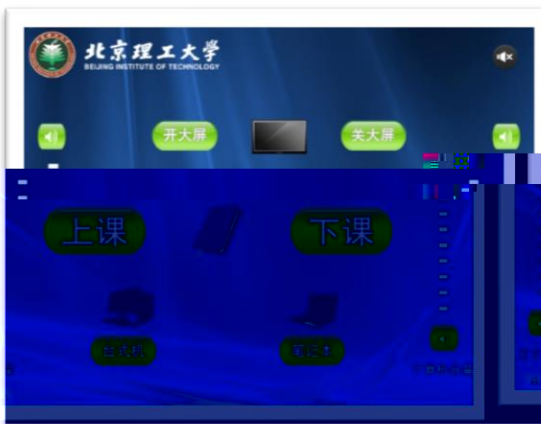 北京理工大学
BEIJING INSTITUTE OF TECHNOLOGY
开大屏
关大屏
上课
下课
台式机
笔记本